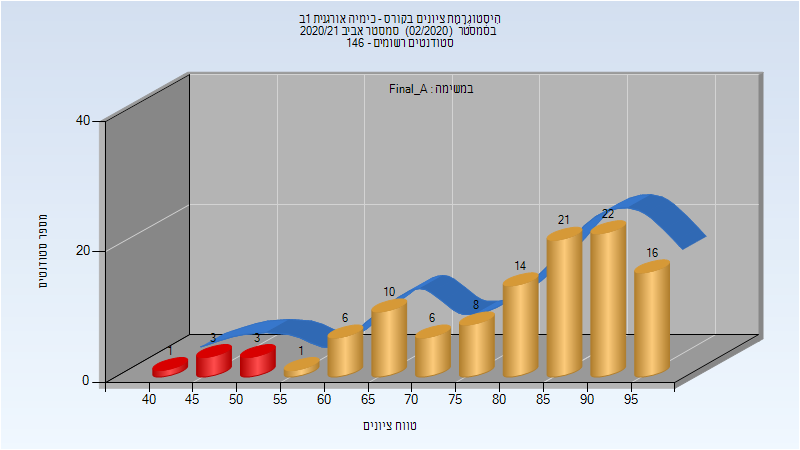 היסטוגרמת ציונים בקורס - כימיה אורגנית 1ב
בסמסטר (02/2020) סמסטר אביב 2020/21
סטודנטים רשומים - 146
במשימה : Final_A
מספר סטודנטים
40
20
0
1
3
3
1
6
10
6
8
14
21
22
16
40 45 50 55 60 65 70 75 80 85 90 95
טווח ציונים